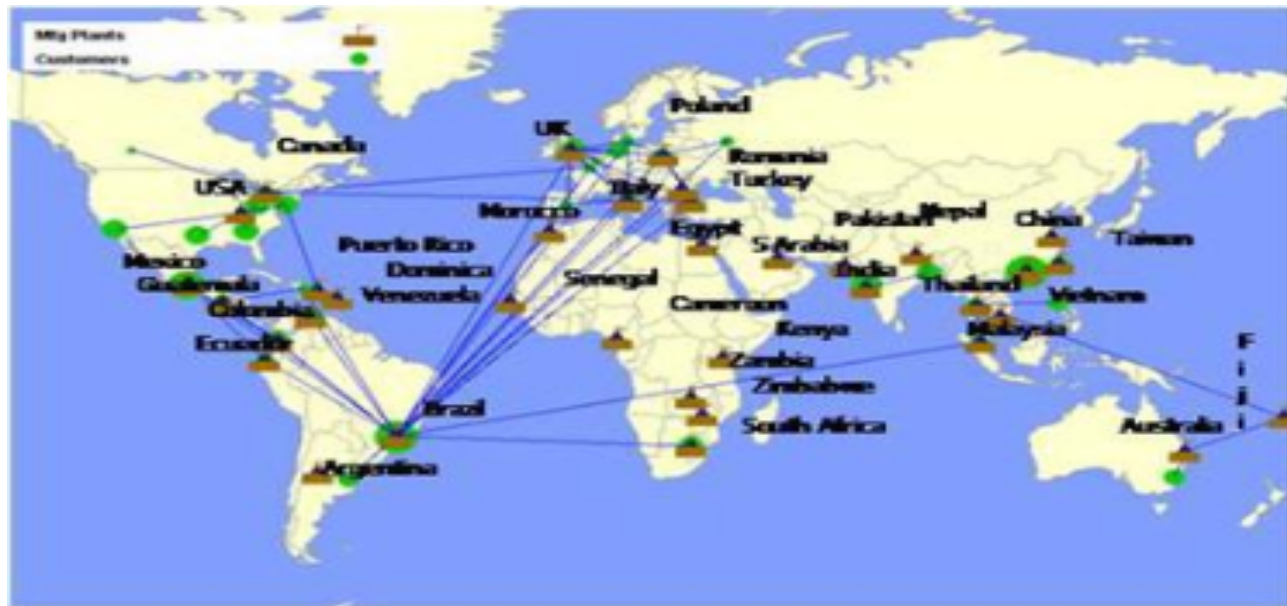 Mfg Plants
Customers
Poland
UK
Canada
Romania
USA
Italy
Turkey
Morocco
Pakistan
Nepal
China
Egypt
Taiwan
Puerto Rico
S Arabia
Mexico
Dominica
India
Senegal
Guatemala
Thailand
Venezuela
Vietnam
Colombia
Cameroon
Kenya
Malaysia
Ecuador
Zambia
Fiji
Zimbabwe
Brazil
South Africa
Australia
Argentina